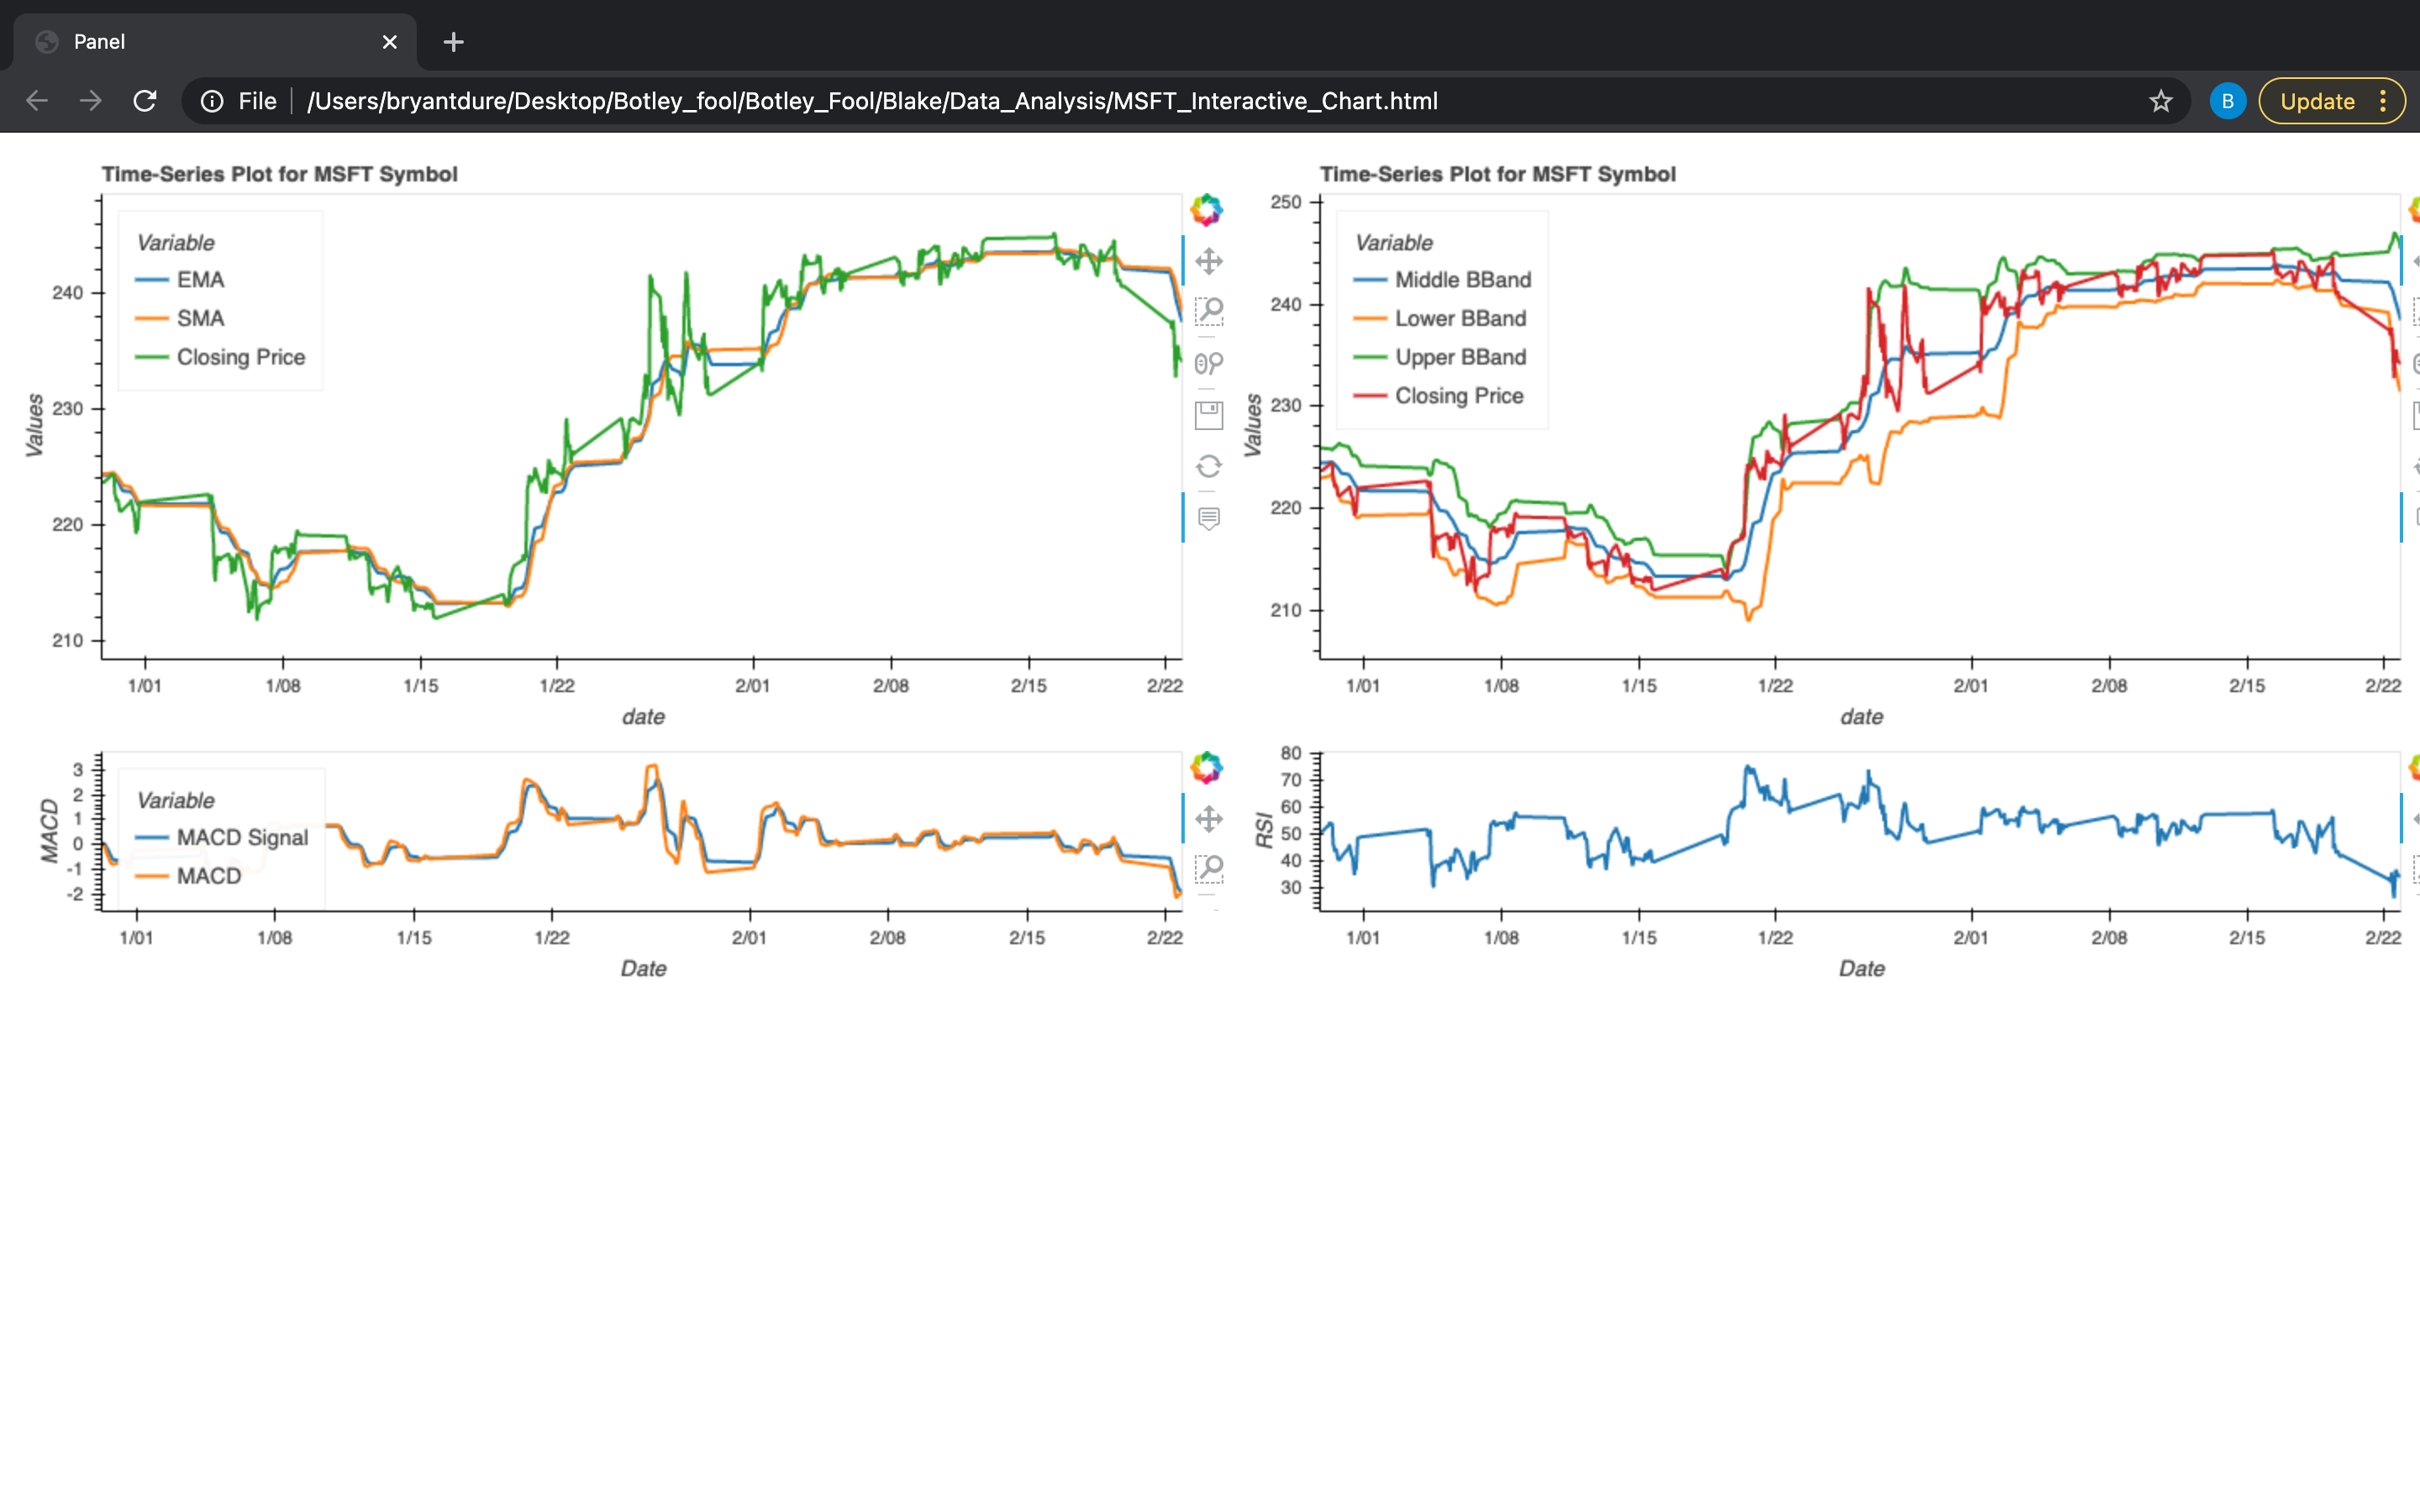 Panel
File
/Users/bryantdure/Desktop/Botley_fool/Botley_Fool/Blake/Data_Analysis/MSFT_Interactive_Chart.html
B
Update
Time-Series Plot for MSFT Symbol
Variable
EMA
SMA
Closing Price
Values
240
230
220
210
1/01 1/08 1/15 1/22 2/01 2/08 2/15 2/22
date
Time-Series Plot for MSFT Symbol
Variable
Middle BBand
Lower BBand
Upper BBand
Closing Price
Values
250
240
230
220
210
1/01 1/08 1/15 1/22 2/01 2/08 2/15 2/22
date
Variable
MACD Signal
MACD
MACD
3
2
1
0
-1
-2
1/01 1/08 1/15 1/22 2/01 2/08 2/15 2/22
Date
RSI
80
70
60
50
40
30
1/01 1/08 1/15 1/22 2/01 2/08 2/15 2/22
Date